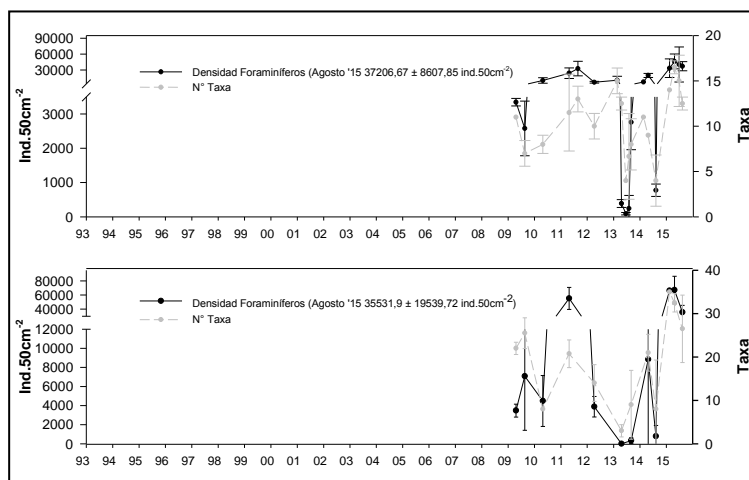 90000
60000
30000
3000
2000
1000
0
Ind.50cm-2
Densidad Foraminíferos (Agosto '15 37206,67 ± 8607,85 ind.50cm-2)
N° Taxa
20
15
10
5
0
Taxa
93 94 95 96 97 98 99 00 01 02 03 04 05 06 07 08 09 10 11 12 13 14 15
80000
60000
40000
12000
10000
8000
6000
4000
2000
0
Ind.50cm-2
Densidad Foraminíferos (Agosto '15 35531,9 ± 19539,72 ind.50cm-2)
N° Taxa
40
30
20
10
0
Taxa
93 94 95 96 97 98 99 00 01 02 03 04 05 06 07 08 09 10 11 12 13 14 15